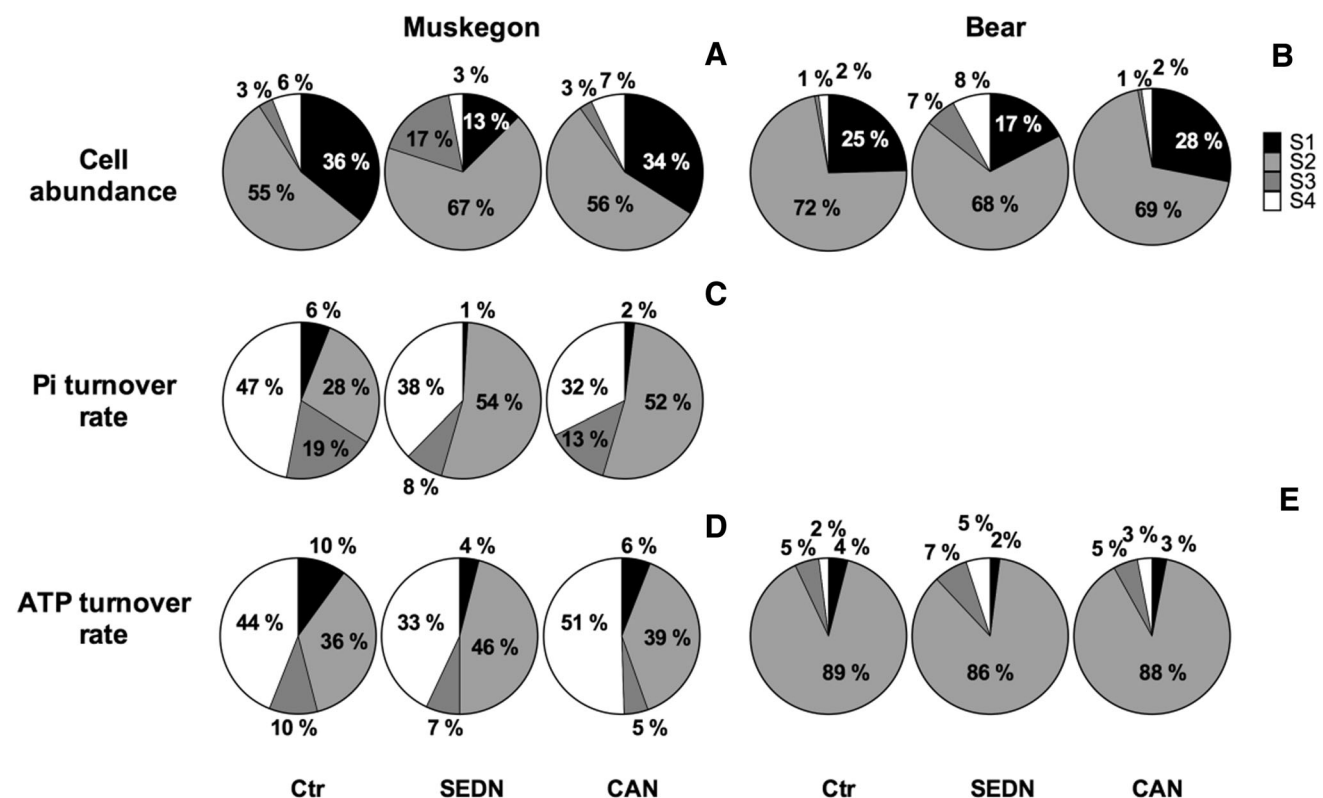 Muskegon
A
Bear
B
3 % 6 %
3 %
3 % 7 %
1 % 2 %
7 % 8 %
1 % 2 %
Cell
abundance
36 %
55 %
13 %
17 %
67 %
34 %
56 %
25 %
72 %
17 %
68 %
28 %
69 %
S1
S2
S3
S4
C
Pi turnover
rate
6 %
47 %
28 %
19 %
1 %
38 %
54 %
8 %
2 %
32 %
52 %
13 %
D
E
ATP turnover
rate
10 %
44 %
36 %
10 %
4 %
33 %
46 %
7 %
6 %
51 %
39 %
5 %
5 % 2 % 4 %
89 %
7 % 5 % 2%
86 %
5 % 3 % 3 %
88 %
Ctr
SEDN
CAN
Ctr
SEDN
CAN